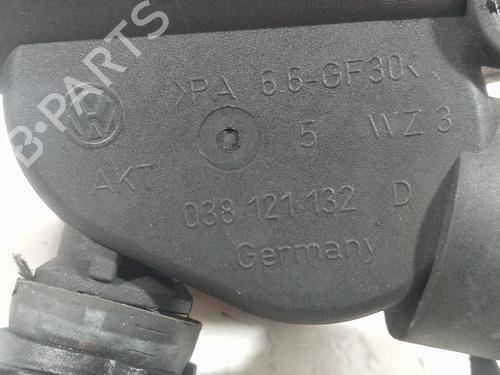 B-PARTS
>PA 6.6-GF30<
5 WZ 3
AKT
038 121 132 D
Germany